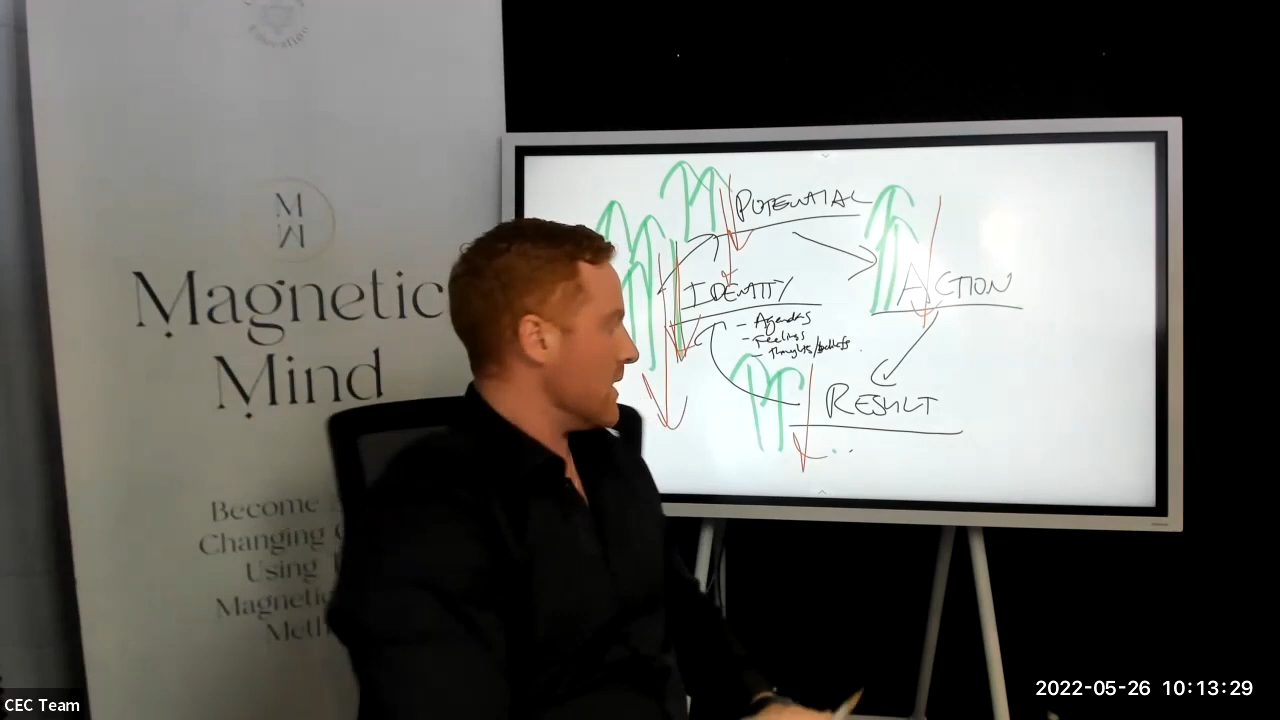 Education
M
M
Magnetic
Mind
Become
Changing
Using
Magnetic
Meth
POTENTIAL
IDENTITY
- Agendas
- Feelings
- Thoughts/beliefs
ACTION
RESULT
CEC Team
2022-05-26 10:13:29